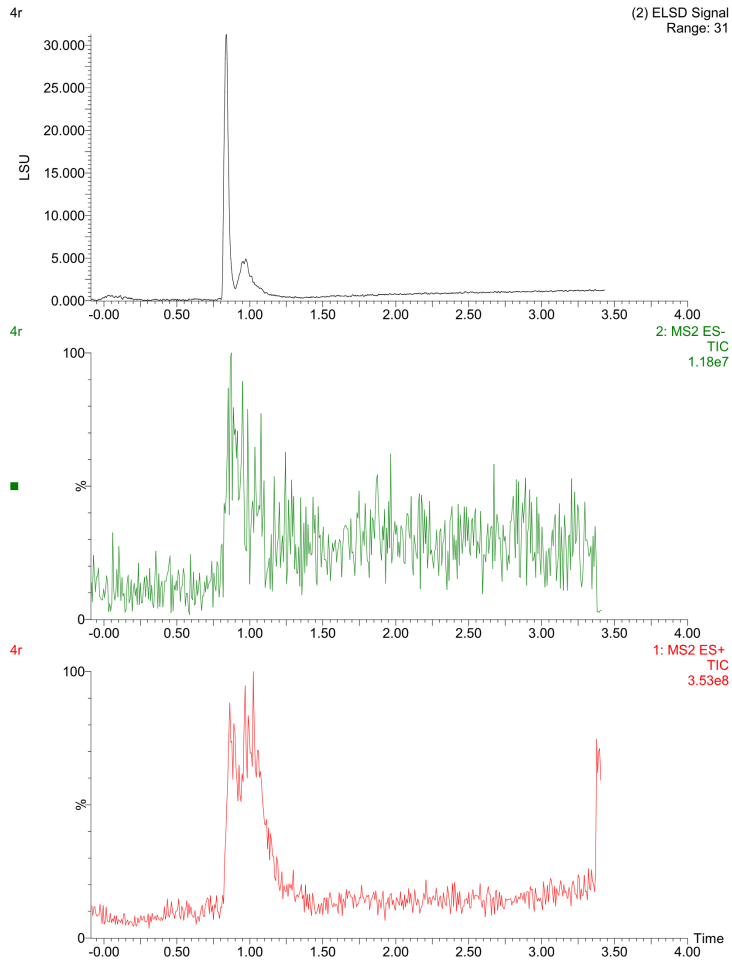 4r
(2) ELSD Signal
Range: 31
LSU
30.000
25.000
20.000
15.000
10.000
5.000
0.000
-0.00 0.50 1.00 1.50 2.00 2.50 3.00 3.50 4.00
4r
2: MS2 ES-
TIC
1.18e7
100
%
0
-0.00 0.50 1.00 1.50 2.00 2.50 3.00 3.50 4.00
4r
1: MS2 ES+
TIC
3.53e8
100
%
0
Time
-0.00 0.50 1.00 1.50 2.00 2.50 3.00 3.50 4.00